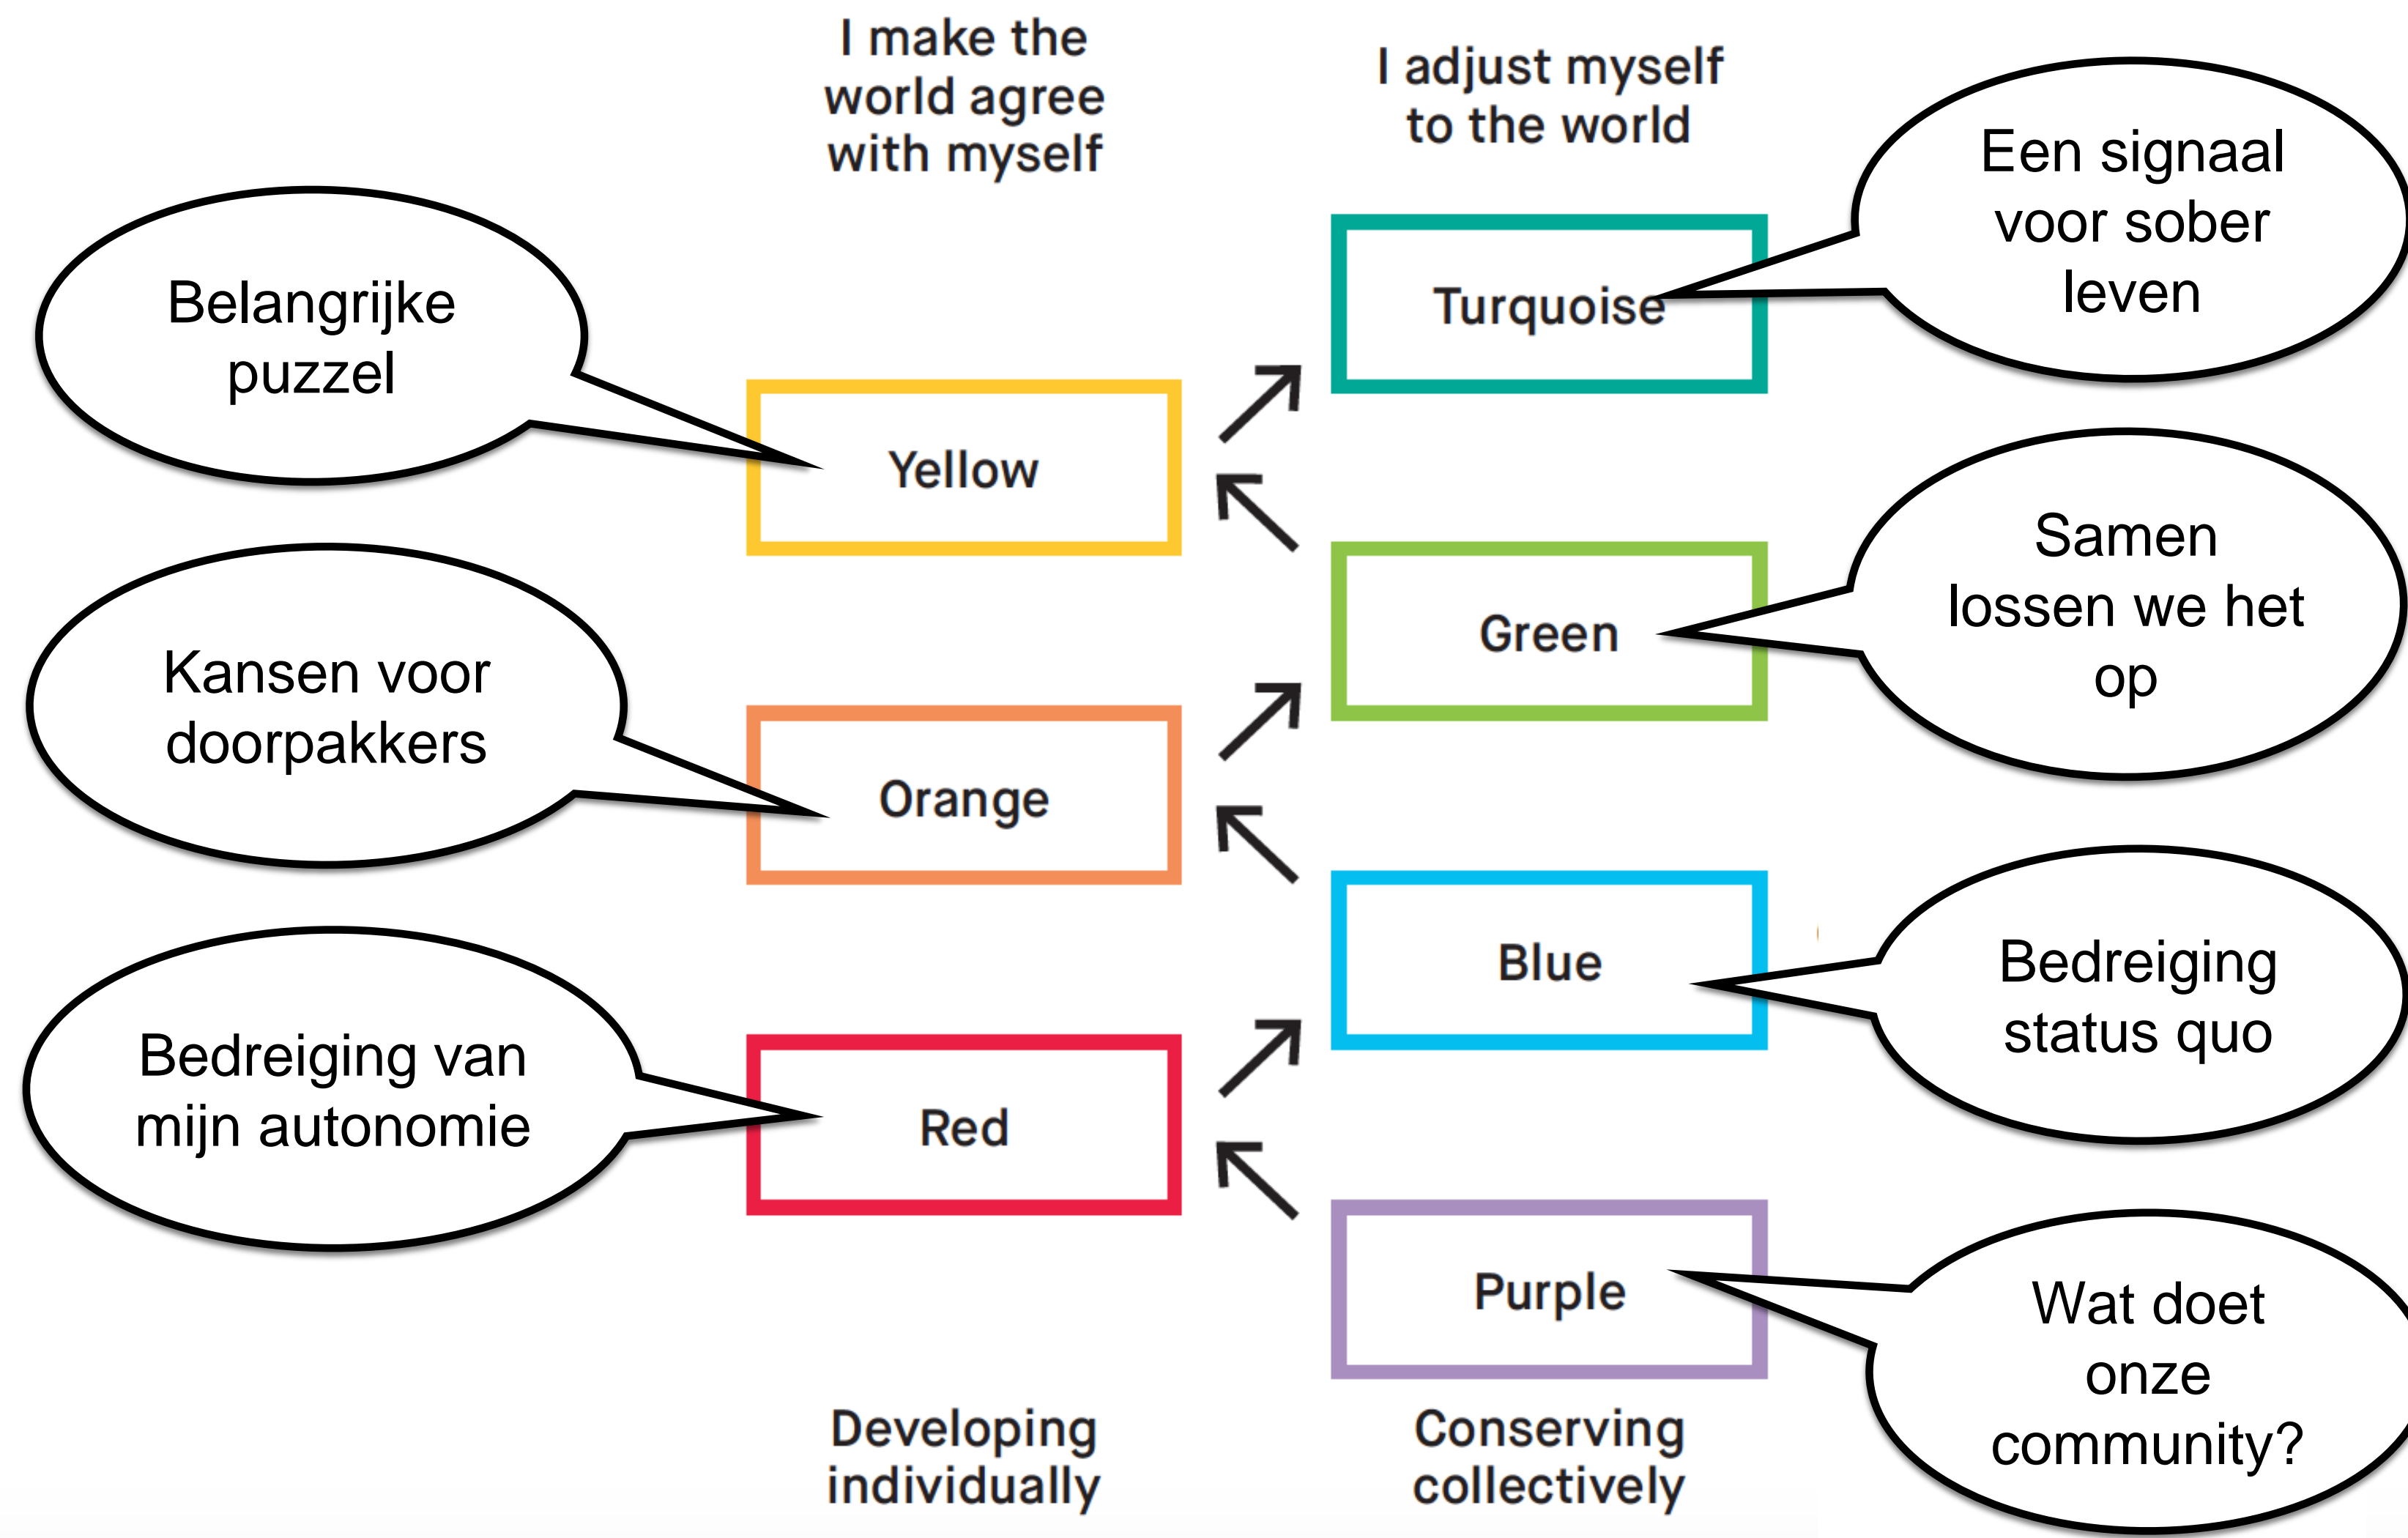 I make the
world agree
with myself
I adjust myself
to the world
Een signaal
voor sober
leven
Turquoise
Belangrijke
puzzel
Yellow
Samen
lossen we het
op
Green
Kansen voor
doorpakkers
Orange
Bedreiging
status quo
Blue
Bedreiging van
mijn autonomie
Red
Wat doet
onze
community?
Purple
Developing
individually
Conserving
collectively